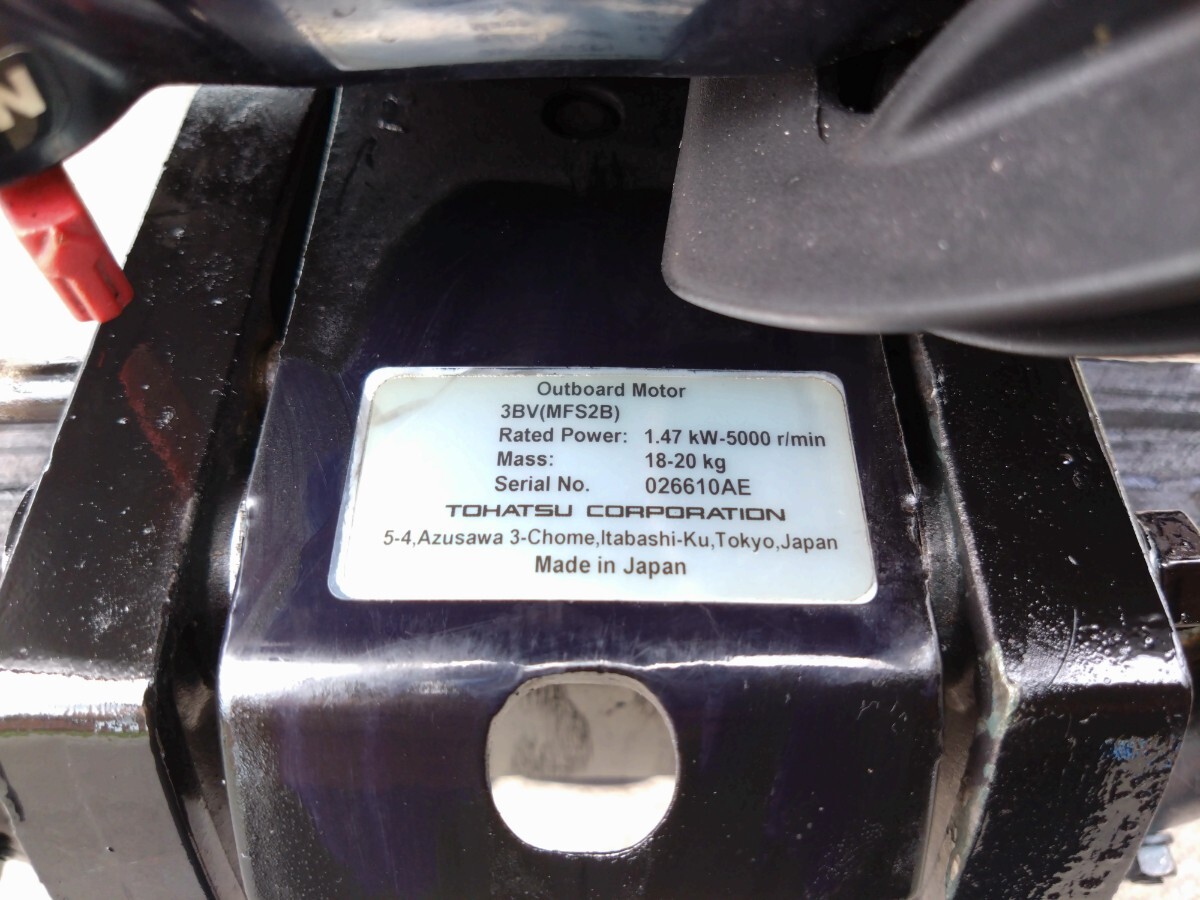 N
Outboard Motor
3BV(MFS2B)
Rated Power: 1.47 kW-5000 r/min
Mass: 18-20 kg
Serial No. 026610AE
TOHATSU CORPORATION
5-4,Azusawa 3-Chome,Itabashi-Ku,Tokyo,Japan
Made in Japan